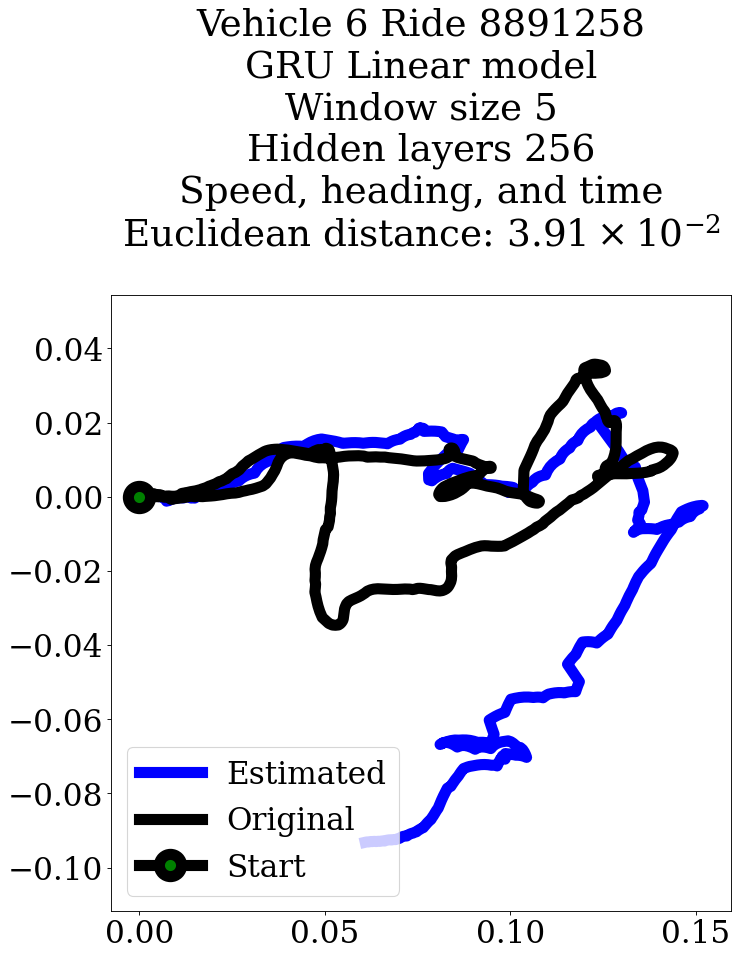 Vehicle 6 Ride 8891258
GRU Linear model
Window size 5
Hidden layers 256
Speed, heading, and time
Euclidean distance: 3.91 × 10⁻²
0.04
0.02
0.00
−0.02
−0.04
−0.06
−0.08
−0.10
Estimated
Original
Start
0.00 0.05 0.10 0.15